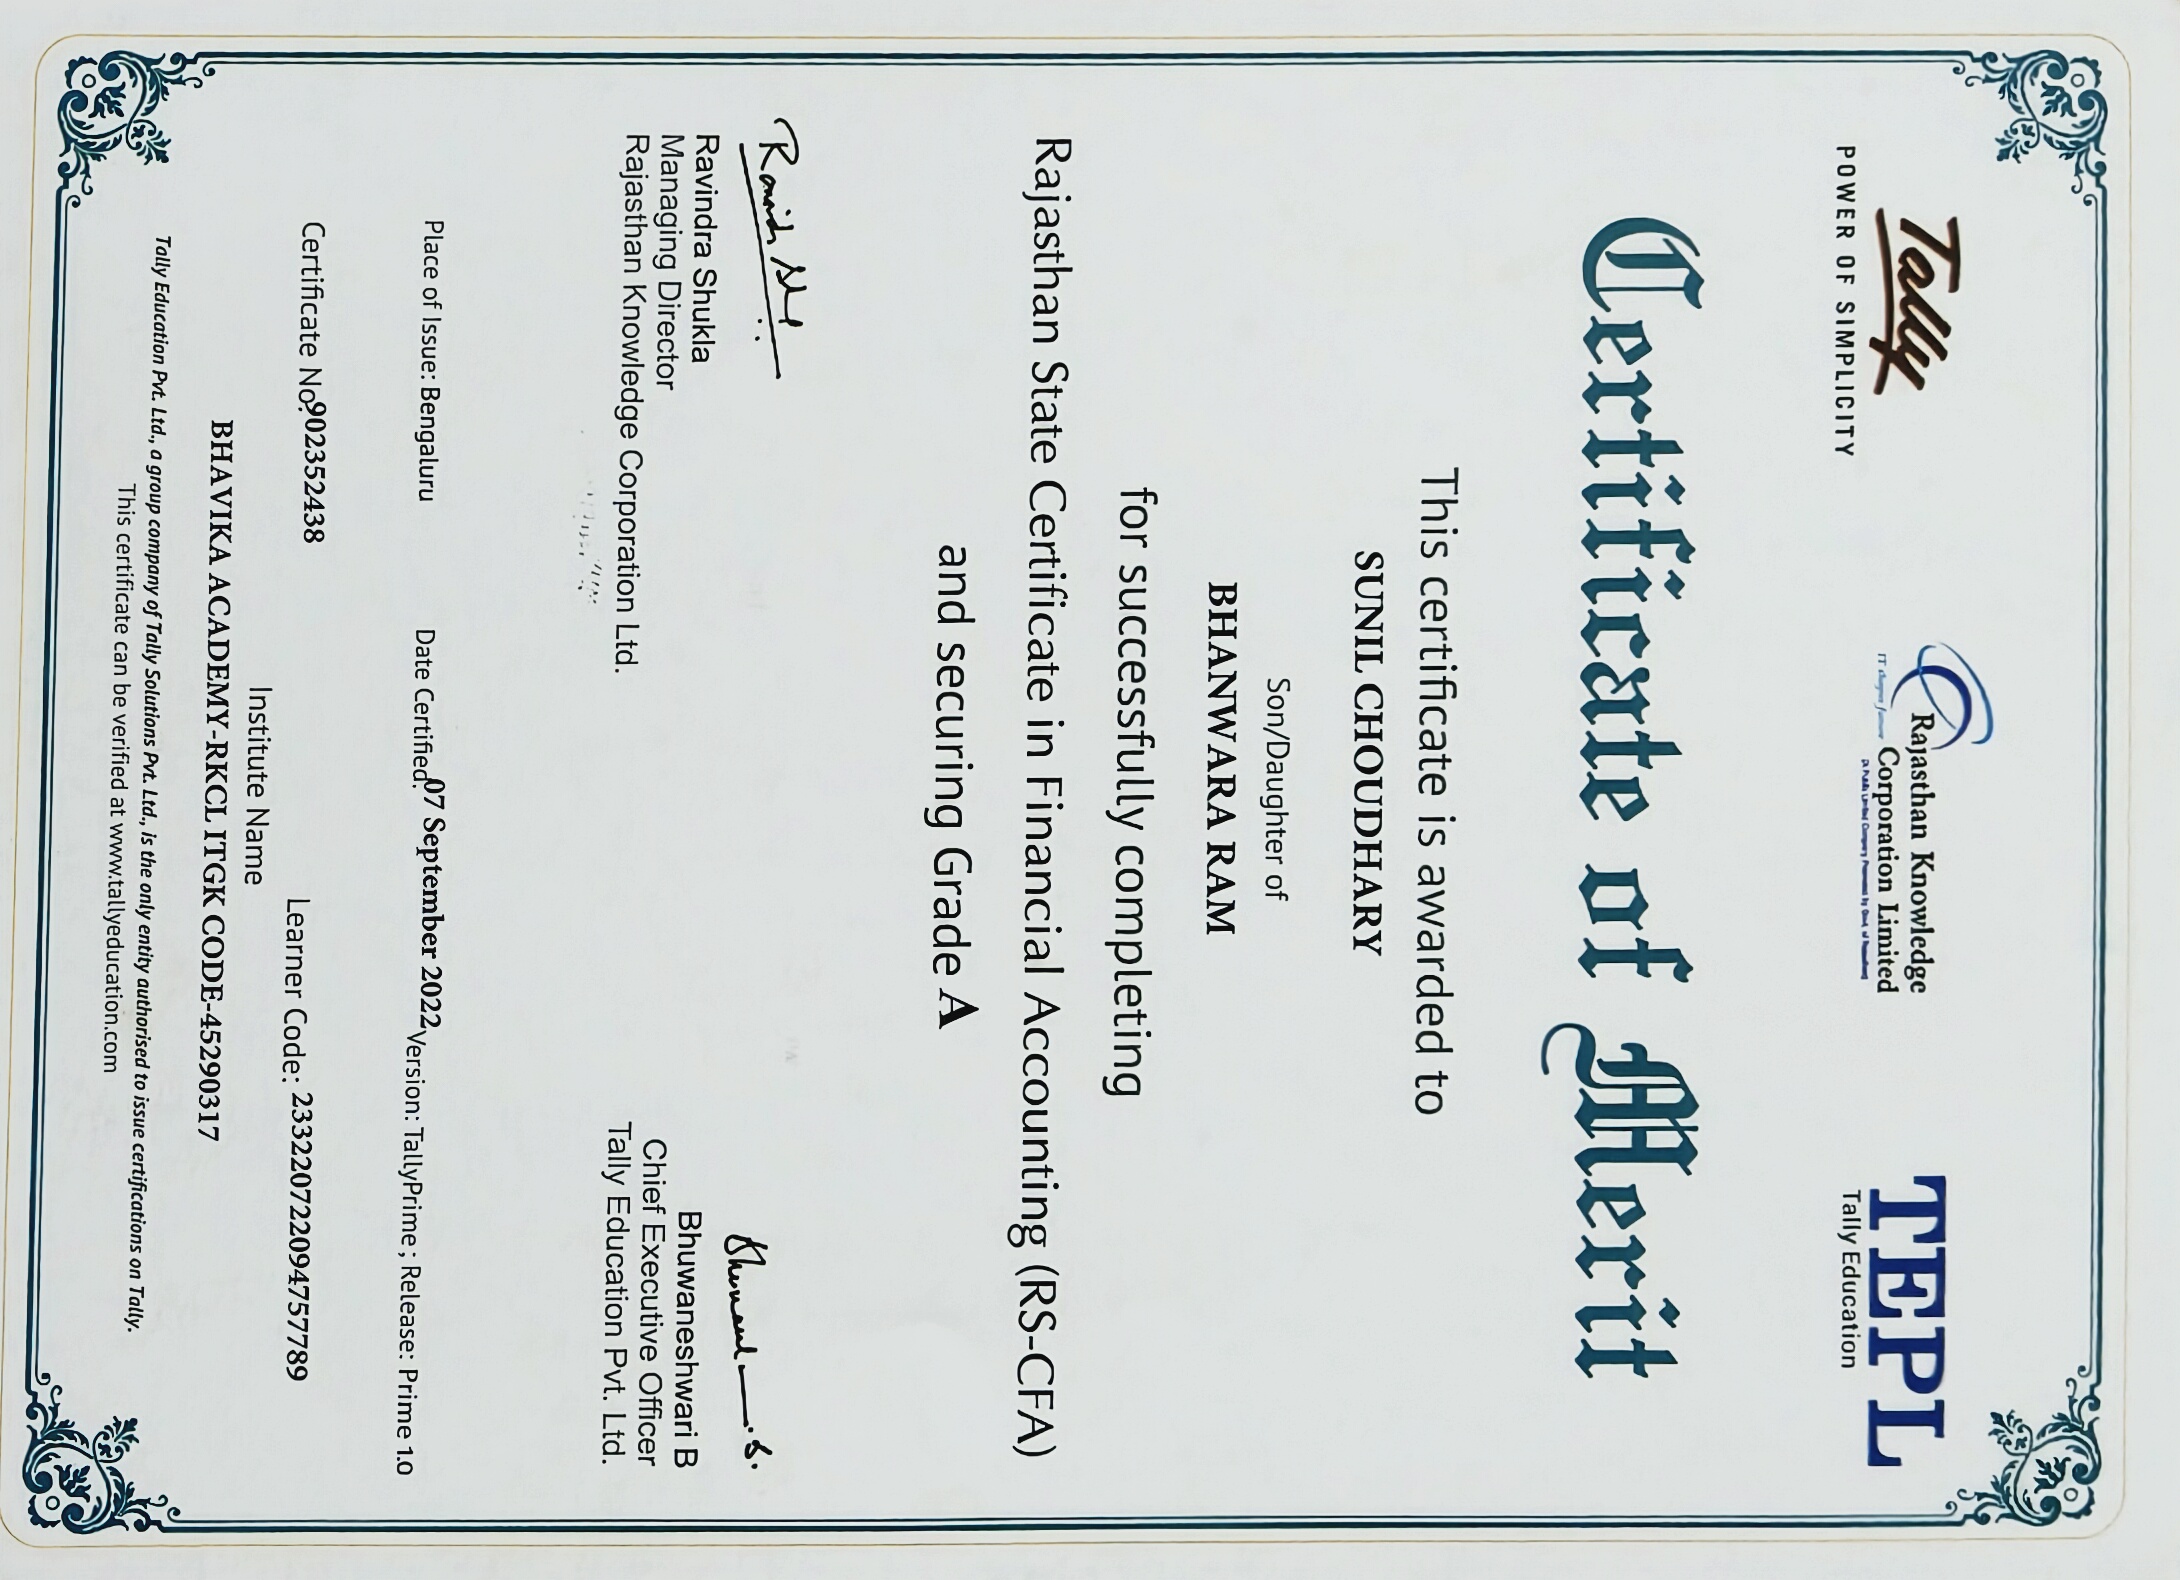 Tally
POWER OF SIMPLICITY
Rajasthan Knowledge
Corporation Limited
TEPL
Tally Education
Certificate of Merit
This certificate is awarded to
SUNIL CHOUDHARY
Son/Daughter of
BHANWARA RAM
for successfully completing
Rajasthan State Certificate in Financial Accounting (RS-CFA)
and securing Grade A
Ravindra Shukla
Managing Director
Rajasthan Knowledge Corporation Ltd.
Bhuwaneshwari B
Chief Executive Officer
Tally Education Pvt. Ltd.
Place of Issue: Bengaluru
Date Certified: 07 September 2022
Version: TallyPrime; Release: Prime 1.0
Certificate No: 902352438
Learner Code: 233220722094757789
Institute Name
BHAVIKA ACADEMY-RKCL ITGK CODE-45290317
Tally Education Pvt. Ltd., a group company of Tally Solutions Pvt. Ltd., is the only entity authorised to issue certifications on Tally.
This certificate can be verified at www.tallyeducation.com